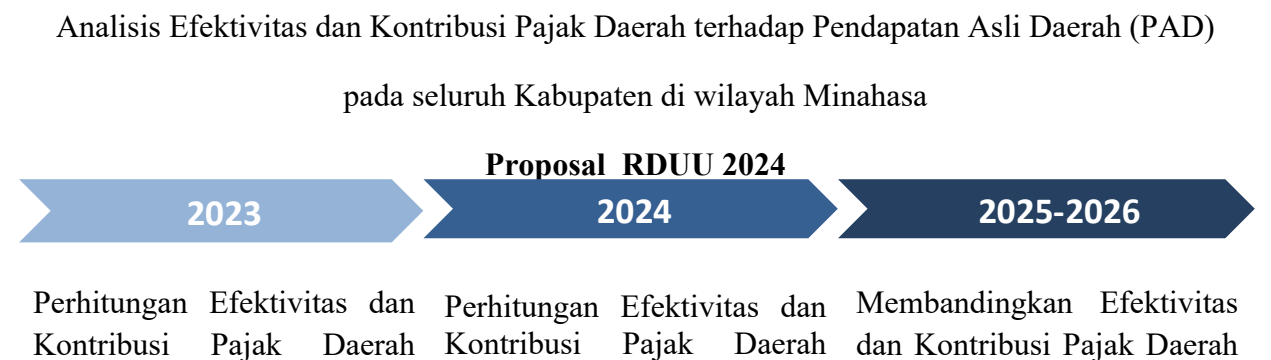 Analisis Efektivitas dan Kontribusi Pajak Daerah terhadap Pendapatan Asli Daerah (PAD)
pada seluruh Kabupaten di wilayah Minahasa
Proposal RDUU 2024
2023
2024
2025-2026
Perhitungan Efektivitas dan
Kontribusi Pajak Daerah
Perhitungan Efektivitas dan
Kontribusi Pajak Daerah
Membandingkan Efektivitas
dan Kontribusi Pajak Daerah